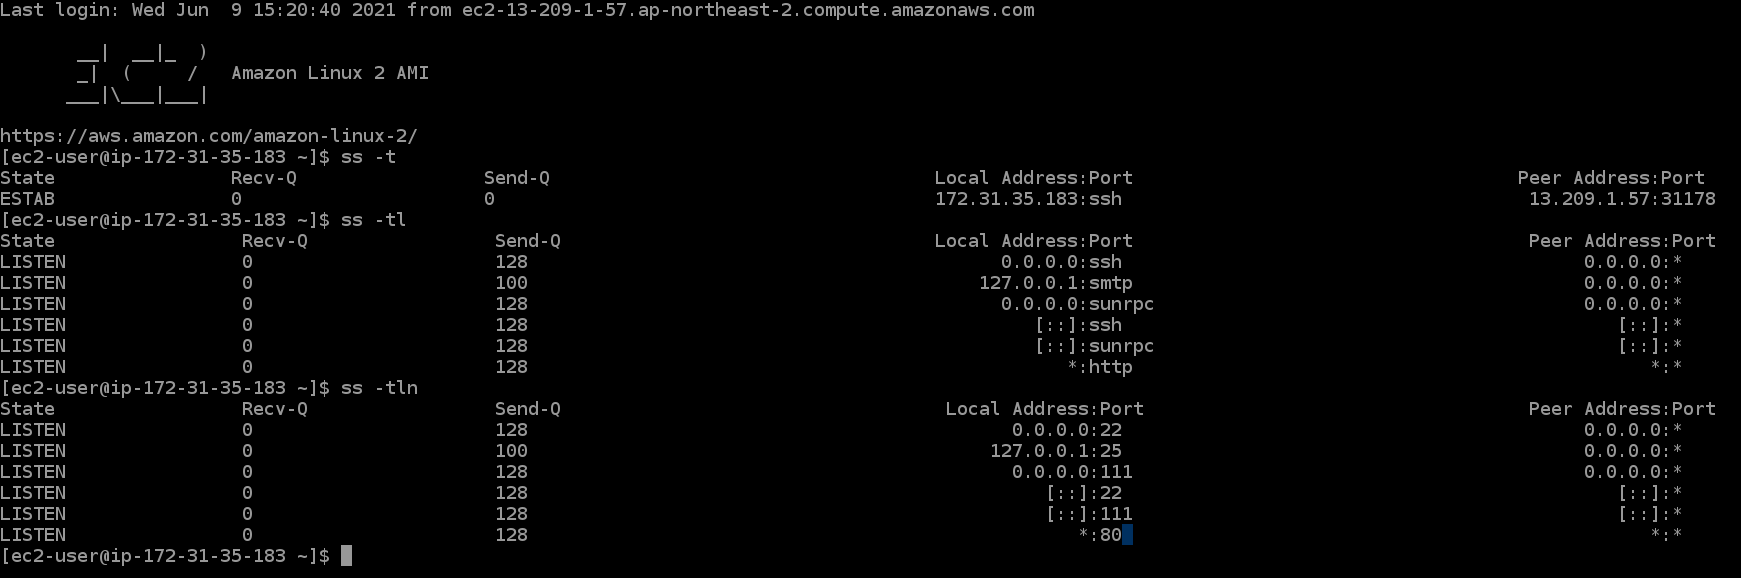 Last login: Wed Jun  9 15:20:40 2021 from ec2-13-209-1-57.ap-northeast-2.compute.amazonaws.com

       __|  __|_  )
       _|  (     /   Amazon Linux 2 AMI
      ___|\___|___|

https://aws.amazon.com/amazon-linux-2/
[ec2-user@ip-172-31-35-183 ~]$ ss -t
State                Recv-Q                 Send-Q                                   Local Address:Port                                   Peer Address:Port
ESTAB                0                      0                                        172.31.35.183:ssh                                     13.209.1.57:31178
[ec2-user@ip-172-31-35-183 ~]$ ss -tl
State                 Recv-Q                 Send-Q                                  Local Address:Port                                    Peer Address:Port
LISTEN                0                      128                                           0.0.0.0:ssh                                          0.0.0.0:*
LISTEN                0                      100                                         127.0.0.1:smtp                                         0.0.0.0:*
LISTEN                0                      128                                           0.0.0.0:sunrpc                                       0.0.0.0:*
LISTEN                0                      128                                              [::]:ssh                                             [::]:*
LISTEN                0                      128                                              [::]:sunrpc                                          [::]:*
LISTEN                0                      128                                                 *:http                                               *:*
[ec2-user@ip-172-31-35-183 ~]$ ss -tln
State                 Recv-Q                 Send-Q                                   Local Address:Port                                   Peer Address:Port
LISTEN                0                      128                                            0.0.0.0:22                                          0.0.0.0:*
LISTEN                0                      100                                          127.0.0.1:25                                          0.0.0.0:*
LISTEN                0                      128                                            0.0.0.0:111                                         0.0.0.0:*
LISTEN                0                      128                                               [::]:22                                             [::]:*
LISTEN                0                      128                                               [::]:111                                            [::]:*
LISTEN                0                      128                                                  *:80                                                *:*
[ec2-user@ip-172-31-35-183 ~]$